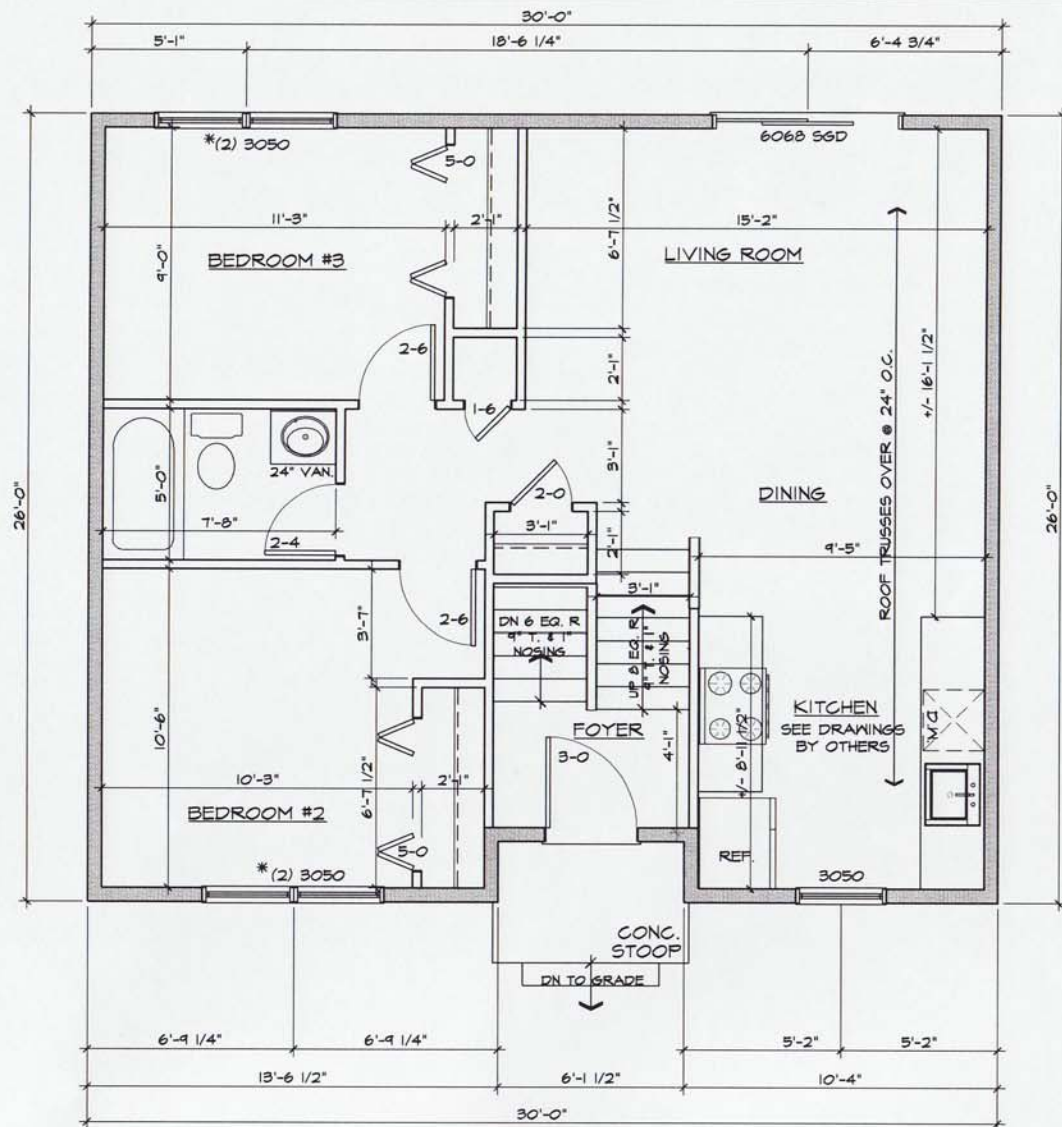 30'-0"
5'-1"
18'-6 1/4"
6'-4 3/4"
*(2) 3050
5-0
6068 SGD
11'-3"
2'-1"
6'-7 1/2"
15'-2"
9'-0"
BEDROOM #3
LIVING ROOM
2-6
2'-1"
+/- 16'-1 1/2"
ROOF TRUSSES OVER @ 24" O.C.
1-6
24" VAN.
3'-1"
2-0
DINING
26'-0"
26'-0"
5'-0"
7'-8"
2-4
3'-1"
2'-1"
9'-5"
3'-1"
2-6
3'-7"
DN 6 EQ. R
9" T. & 1"
NOSING
UP 8 EQ. R
9" T. & 1"
NOSING
KITCHEN
SEE DRAWINGS
BY OTHERS
D.W.
FOYER
3-0
4'-1"
+/- 8'-11 1/2"
10'-6"
10'-3"
6'-7 1/2"
2'-1"
BEDROOM #2
5-0
REF.
*(2) 3050
3050
CONC.
STOOP
DN TO GRADE
6'-9 1/4"
6'-9 1/4"
5'-2"
5'-2"
13'-6 1/2"
6'-1 1/2"
10'-4"
30'-0"